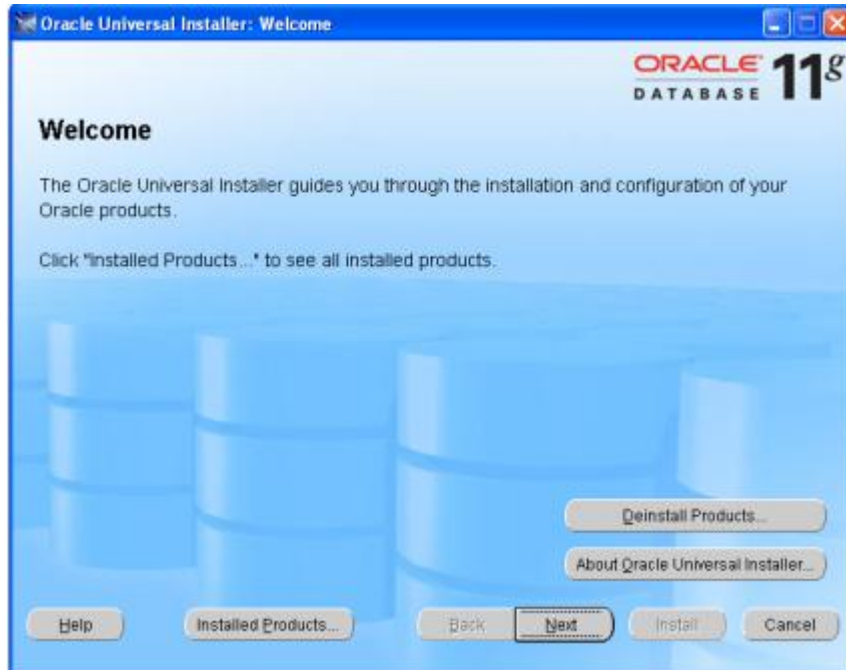 Oracle Universal Installer: Welcome
ORACLE 11g
DATABASE
Welcome
The Oracle Universal Installer guides you through the installation and configuration of your
Oracle products.
Click "Installed Products..." to see all installed products.
Deinstall Products...
About Oracle Universal Installer...
Help
Installed Products...
Back
Next
Install
Cancel